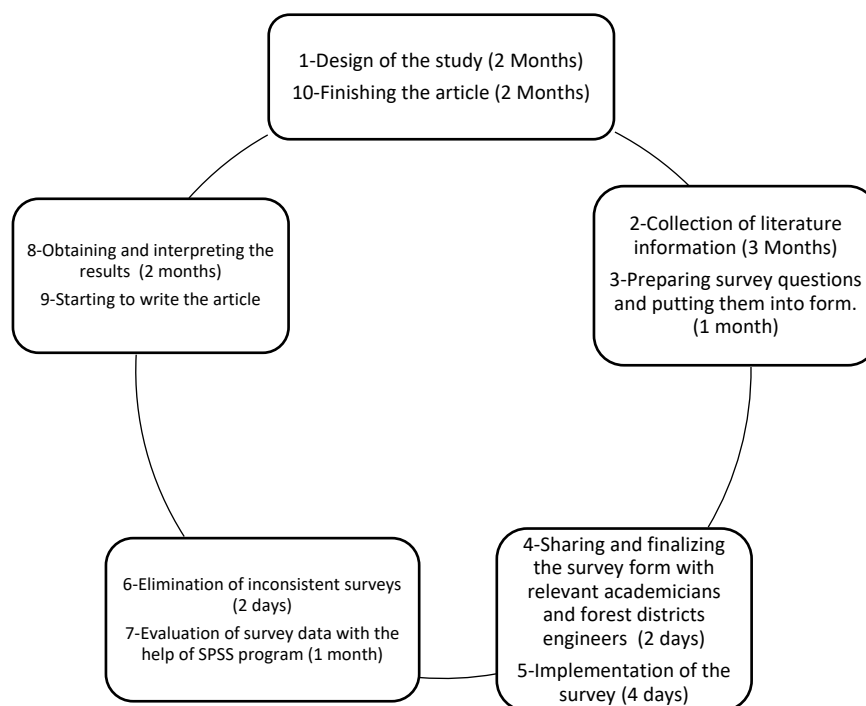 1-Design of the study (2 Months)
10-Finishing the article (2 Months)
2-Collection of literature
information (3 Months)
3-Preparing survey questions
and putting them into form.
(1 month)
4-Sharing and finalizing
the survey form with
relevant academicians
and forest districts
engineers (2 days)
5-Implementation of the
survey (4 days)
6-Elimination of inconsistent surveys
(2 days)
7-Evaluation of survey data with the
help of SPSS program (1 month)
8-Obtaining and interpreting the
results (2 months)
9-Starting to write the article